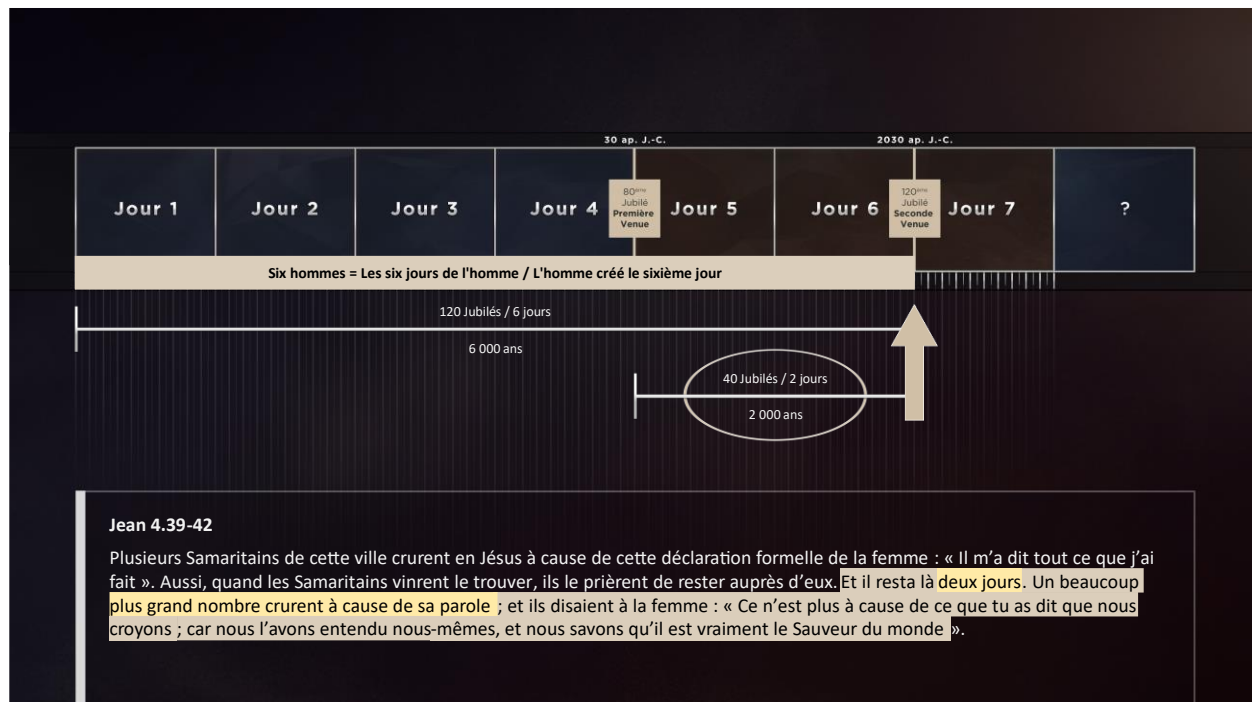 30 ap. J.-C.
2030 ap. J.-C.
Jour 1
Jour 2
Jour 3
Jour 4
80ème
Jubilé
Première
Venue
Jour 5
Jour 6
120ème
Jubilé
Seconde
Venue
Jour 7
?
Six hommes = Les six jours de l'homme / L'homme créé le sixième jour
120 Jubilés / 6 jours
6 000 ans
40 Jubilés / 2 jours
2 000 ans
Jean 4.39-42
Plusieurs Samaritains de cette ville crurent en Jésus à cause de cette déclaration formelle de la femme : « Il m’a dit tout ce que j’ai
fait ». Aussi, quand les Samaritains vinrent le trouver, ils le prièrent de rester auprès d’eux. Et il resta là deux jours. Un beaucoup
plus grand nombre crurent à cause de sa parole ; et ils disaient à la femme : « Ce n’est plus à cause de ce que tu as dit que nous
croyons ; car nous l’avons entendu nous-mêmes, et nous savons qu’il est vraiment le Sauveur du monde ».